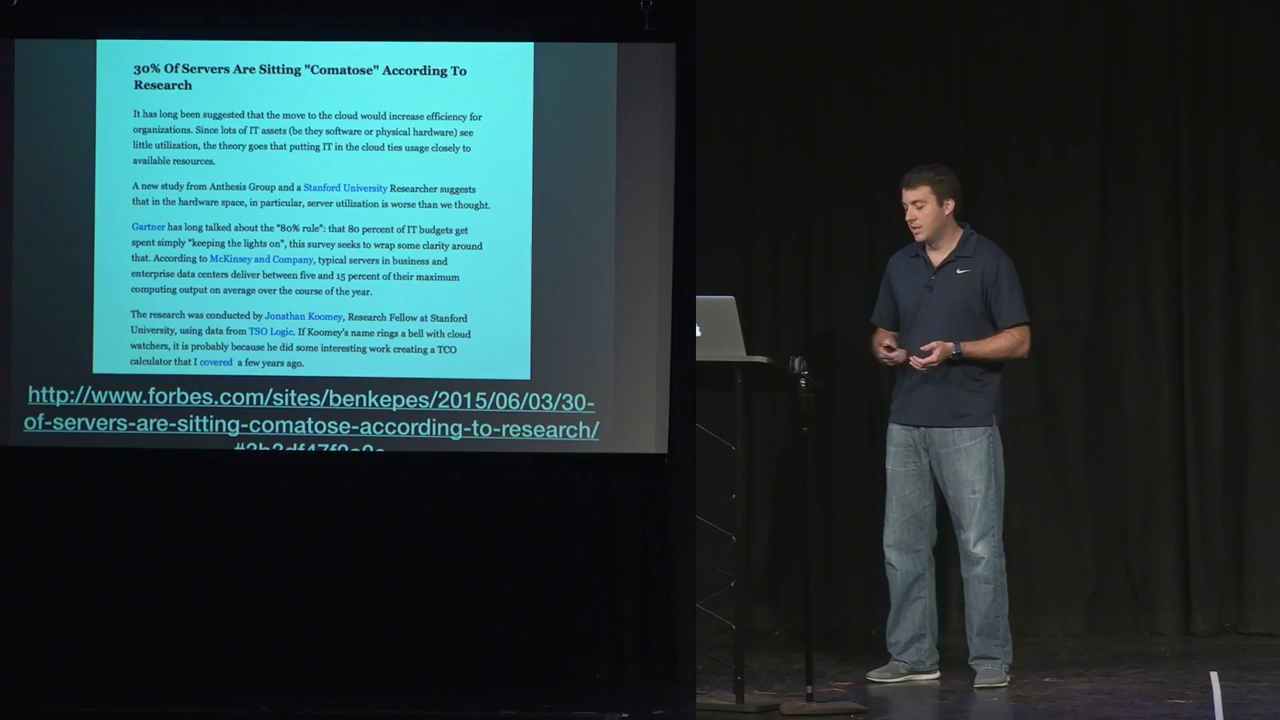 30% Of Servers Are Sitting "Comatose" According To
Research
It has long been suggested that the move to the cloud would increase efficiency for
organizations. Since lots of IT assets (be they software or physical hardware) see
little utilization, the theory goes that putting IT in the cloud ties usage closely to
available resources.
A new study from Anthesis Group and a Stanford University Researcher suggests
that in the hardware space, in particular, server utilization is worse than we thought.
Gartner has long talked about the "80% rule": that 80 percent of IT budgets get
spent simply "keeping the lights on", this survey seeks to wrap some clarity around
that. According to McKinsey and Company, typical servers in business and
enterprise data centers deliver between five and 15 percent of their maximum
computing output on average over the course of the year.
The research was conducted by Jonathan Koomey, Research Fellow at Stanford
University, using data from TSO Logic. If Koomey's name rings a bell with cloud
watchers, it is probably because he did some interesting work creating a TCO
calculator that I covered a few years ago.
http://www.forbes.com/sites/benkepes/2015/06/03/30-
of-servers-are-sitting-comatose-according-to-research/